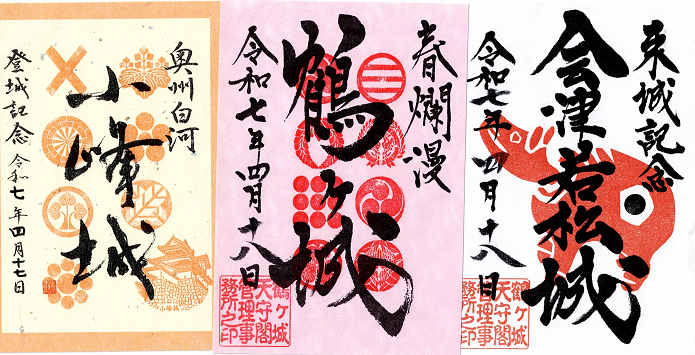 奥州白河
小峰城
登城記念 令和七年四月十七日
小峰城
春爛漫
鶴ヶ城
令和七年四月十八日
鶴ヶ城
天守閣
管理事
務所之印
来城記念
会津若松城
令和七年四月十八日
鶴ヶ城
天守閣
管理事
務所之印